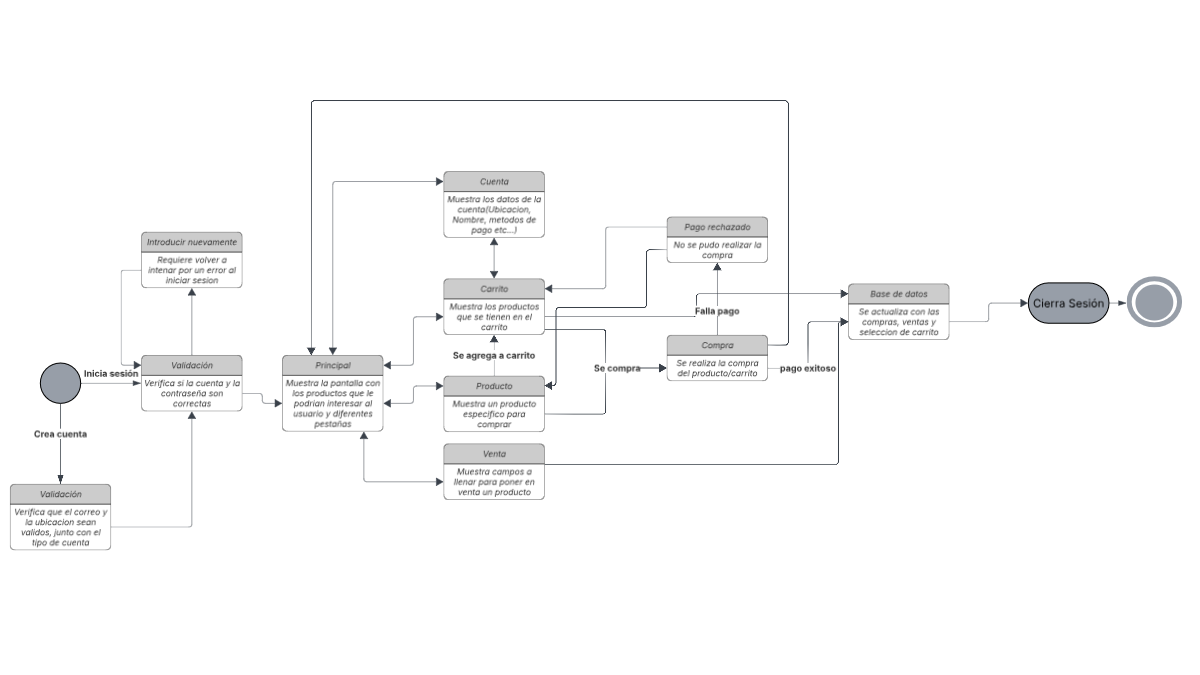 Cuenta
Muestra los datos de la
cuenta(Ubicacion,
Nombre, metodos de
pago etc...)
Pago rechazado
No se pudo realizar la
compra
Introducir nuevamente
Requiere volver a
intenar por un error al
iniciar sesion
Carrito
Muestra los productos
que se tienen en el
carrito
Falla pago
Base de datos
Se actualiza con las
compras, ventas y
seleccion de carrito
Cierra Sesión
Se agrega a carrito
Compra
Se realiza la compra
del producto/carrito
Se compra
pago exitoso
Inicia sesión
Validación
Verifica si la cuenta y la
contraseña son
correctas
Principal
Muestra la pantalla con
los productos que le
podrian interesar al
usuario y diferentes
pestañas
Producto
Muestra un producto
especifico para
comprar
Crea cuenta
Venta
Muestra campos a
llenar para poner en
venta un producto
Validación
Verifica que el correo y
la ubicacion sean
validos, junto con el
tipo de cuenta